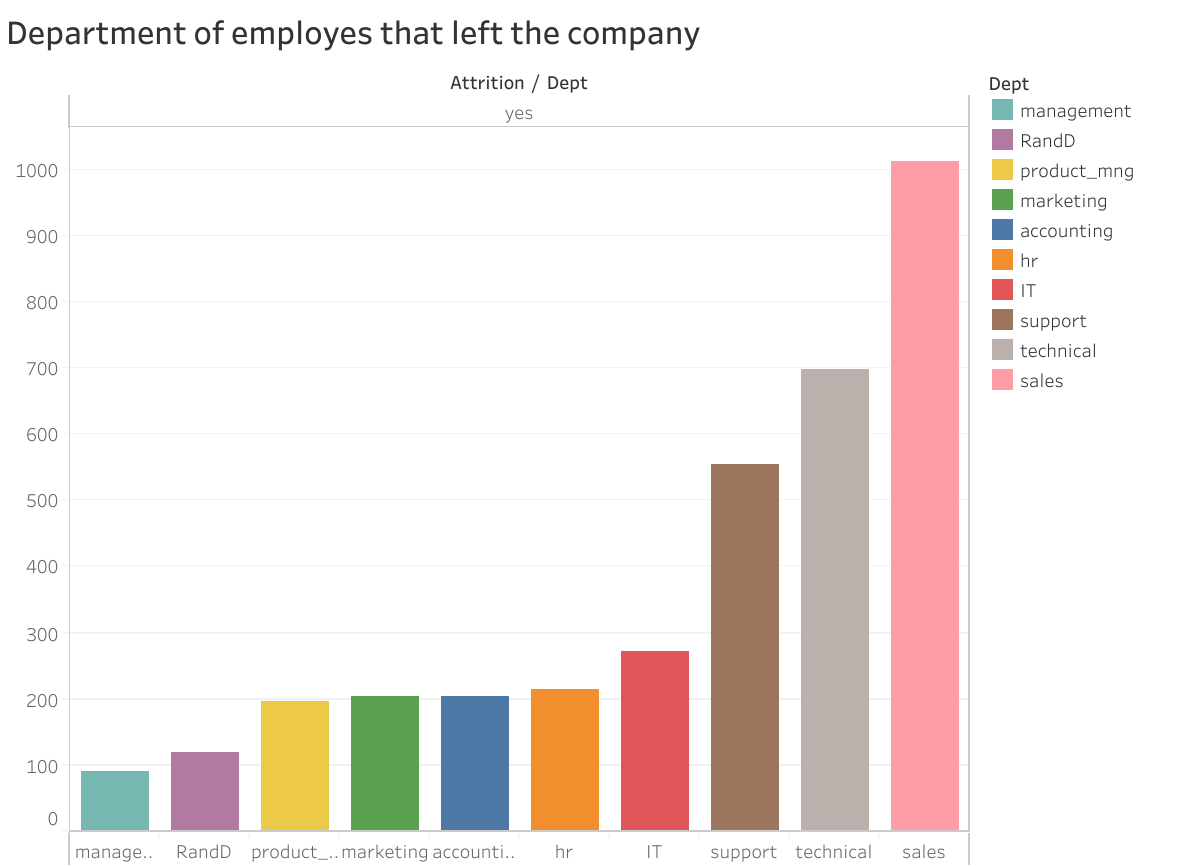 Department of employes that left the company
Attrition / Dept
yes
1000
900
800
700
600
500
400
300
200
100
0
manage.. RandD product_.. marketing accounti.. hr IT support technical sales
Dept
management
RandD
product_mng
marketing
accounting
hr
IT
support
technical
sales